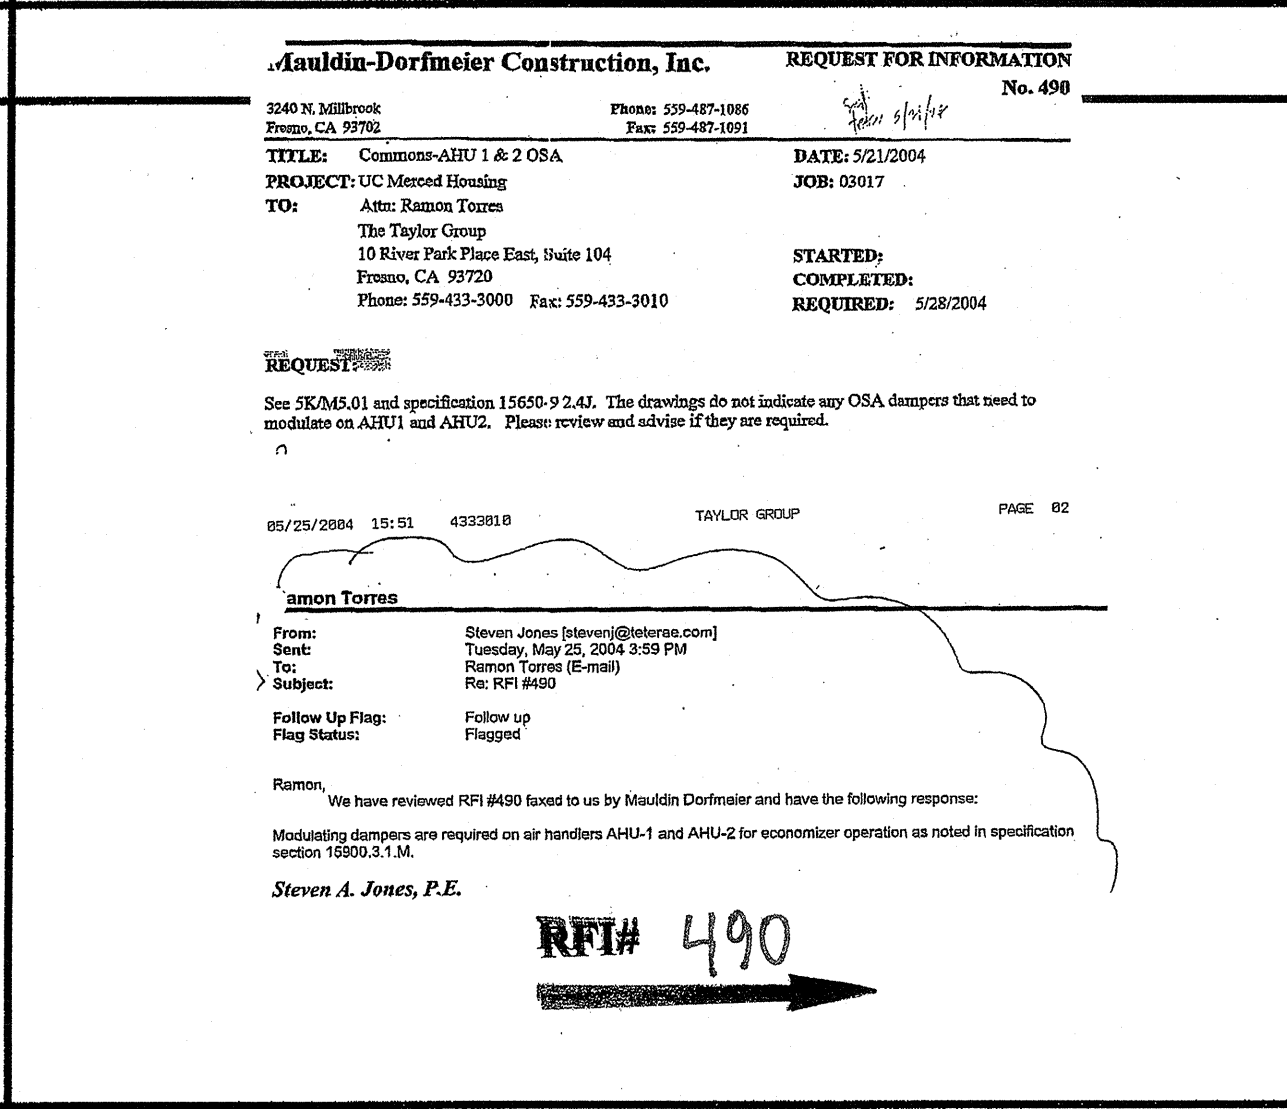 Mauldin-Dorfmeier Construction, Inc.
REQUEST FOR INFORMATION
No. 490
3240 N. Millbrook
Fresno, CA 93702
Phone: 559-487-1086
Fax: 559-487-1091
TITLE: Commons-AHU 1 & 2 OSA
DATE: 5/21/2004
PROJECT: UC Merced Housing
JOB: 03017
TO: Attn: Ramon Torres
The Taylor Group
10 River Park Place East, Suite 104
STARTED:
Fresno, CA 93720
COMPLETED:
Phone: 559-433-3000 Fax: 559-433-3010
REQUIRED: 5/28/2004
REQUEST:
See 5K/M5.01 and specification 15650-9 2.4J. The drawings do not indicate any OSA dampers that need to
modulate on AHU1 and AHU2. Please review and advise if they are required.
05/25/2004 15:51 4333010 TAYLOR GROUP PAGE 02
amon Torres
From: Steven Jones [stevenj@teterae.com]
Sent: Tuesday, May 25, 2004 3:59 PM
To: Ramon Torres (E-mail)
Subject: Re: RFI #490
Follow Up Flag: Follow up
Flag Status: Flagged
Ramon,
We have reviewed RFI #490 faxed to us by Mauldin Dorfmeier and have the following response:
Modulating dampers are required on air handlers AHU-1 and AHU-2 for economizer operation as noted in specification
section 15900.3.1.M.
Steven A. Jones, P.E.
RFI# 490